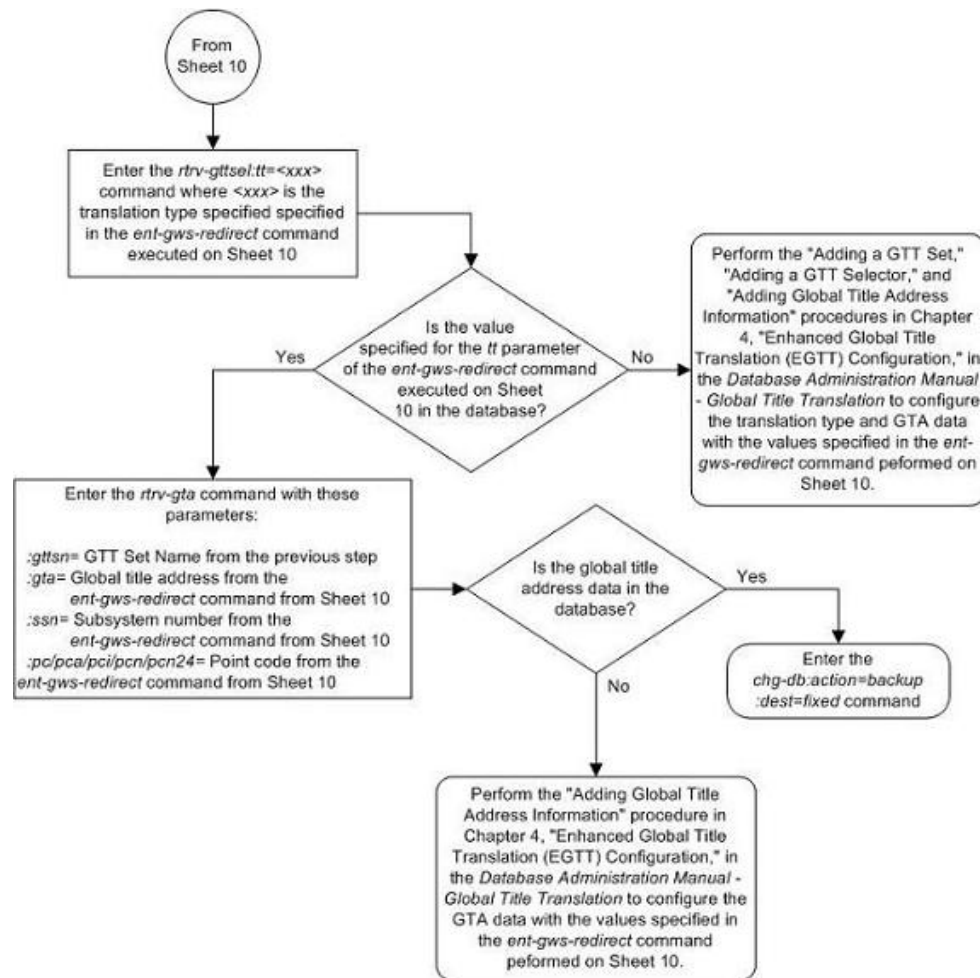 From
Sheet 10
Enter the rtrv-gttsel:tt=<xxx>
command where <xxx> is the
translation type specified specified
in the ent-gws-redirect command
executed on Sheet 10
Is the value
specified for the tt parameter
of the ent-gws-redirect command
executed on Sheet
10 in the database?
Yes
No
Perform the "Adding a GTT Set,"
"Adding a GTT Selector," and
"Adding Global Title Address
Information" procedures in Chapter
4, "Enhanced Global Title
Translation (EGTT) Configuration," in
the Database Administration Manual
- Global Title Translation to configure
the translation type and GTA data
with the values specified in the ent-
gws-redirect command peformed on
Sheet 10.
Enter the rtrv-gta command with these
parameters:
:gttsn= GTT Set Name from the previous step
:gta= Global title address from the
ent-gws-redirect command from Sheet 10
:ssn= Subsystem number from the
ent-gws-redirect command from Sheet 10
:pc/pca/pci/pcn/pcn24= Point code from the
ent-gws-redirect command from Sheet 10
Is the global title
address data in the
database?
Yes
No
Enter the
chg-db:action=backup
:dest=fixed command
Perform the "Adding Global Title
Address Information" procedure in
Chapter 4, "Enhanced Global Title
Translation (EGTT) Configuration," in
the Database Administration Manual -
Global Title Translation to configure the
GTA data with the values specified in
the ent-gws-redirect command
peformed on Sheet 10.